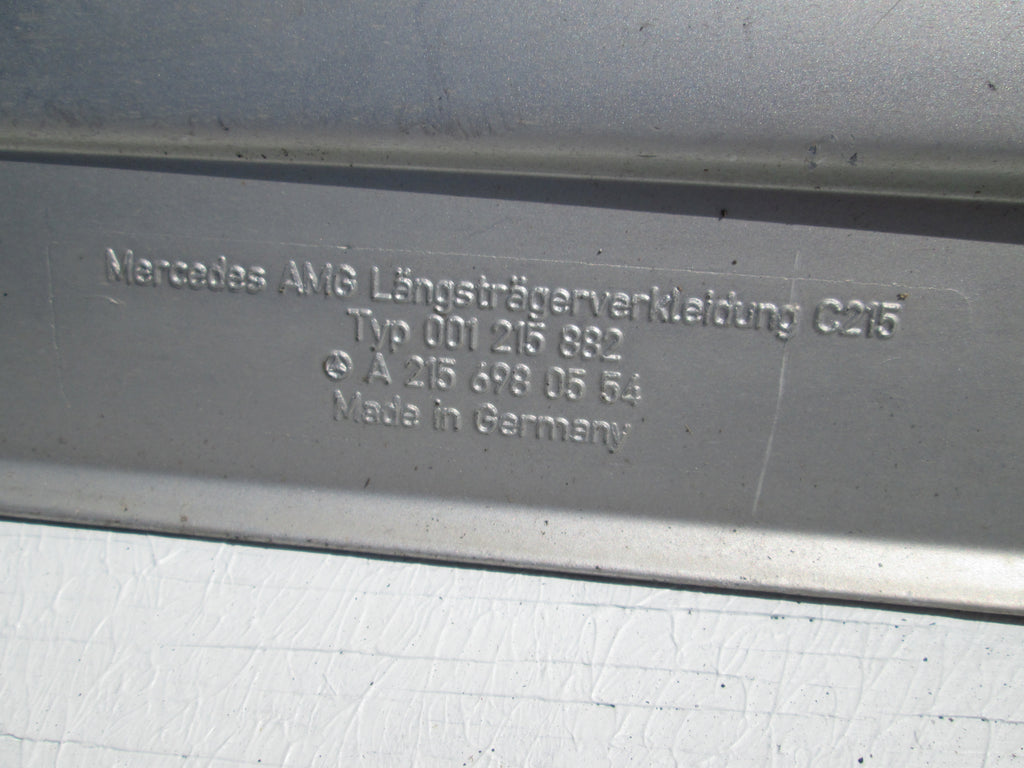 Mercedes AMG Längsträgerverkleidung C215
Typ 001 215 882
A 215 698 05 54
Made in Germany